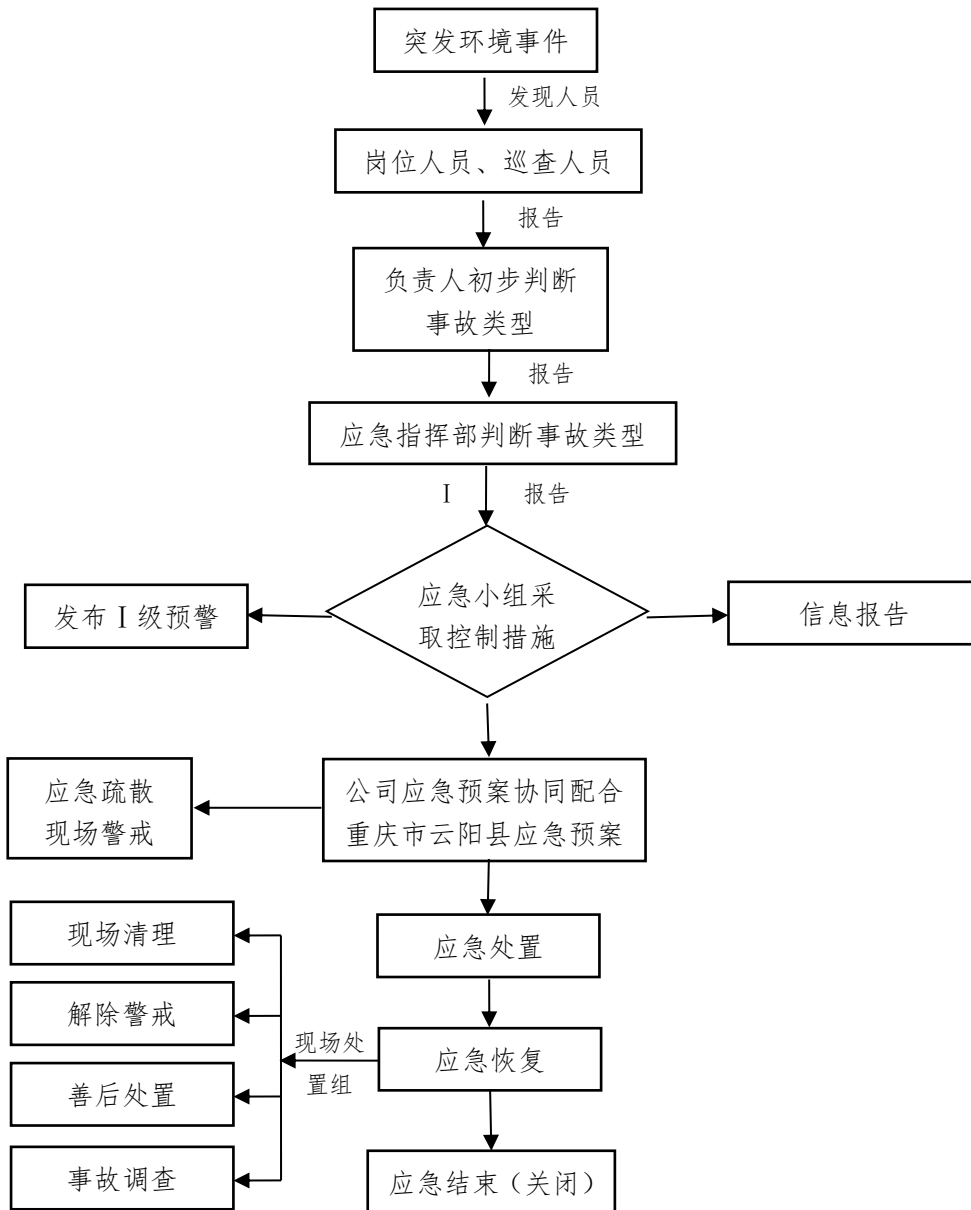 突发环境事件
发现人员
岗位人员、巡查人员
报告
负责人初步判断
事故类型
报告
应急指挥部判断事故类型
Ⅰ 报告
应急小组采
取控制措施
发布Ⅰ级预警
信息报告
公司应急预案协同配合
重庆市云阳县应急预案
应急疏散
现场警戒
应急处置
现场清理
解除警戒
现场处
置组
应急恢复
善后处置
事故调查
应急结束（关闭）